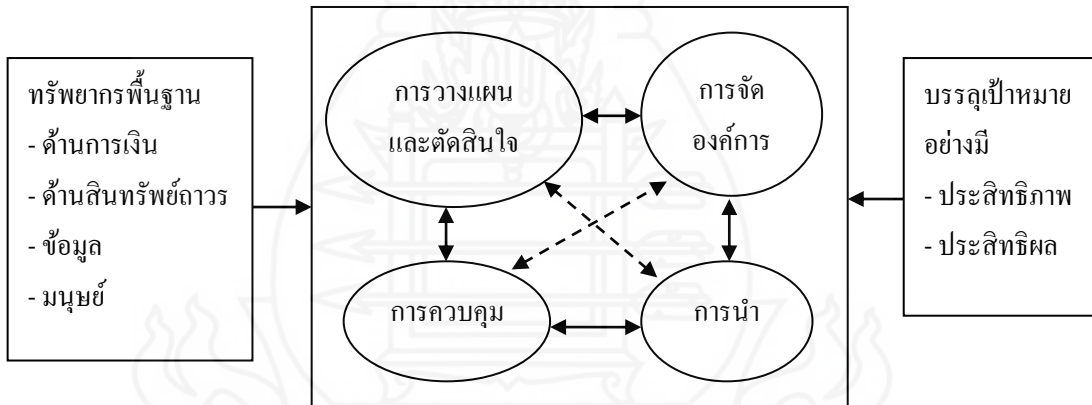 ทรัพยากรพื้นฐาน
- ด้านการเงิน
- ด้านสินทรัพย์ถาวร
- ข้อมูล
- มนุษย์
การวางแผน
และตัดสินใจ
การจัด
องค์การ
การควบคุม
การนำ
บรรลุเป้าหมาย
อย่างมี
- ประสิทธิภาพ
- ประสิทธิผล